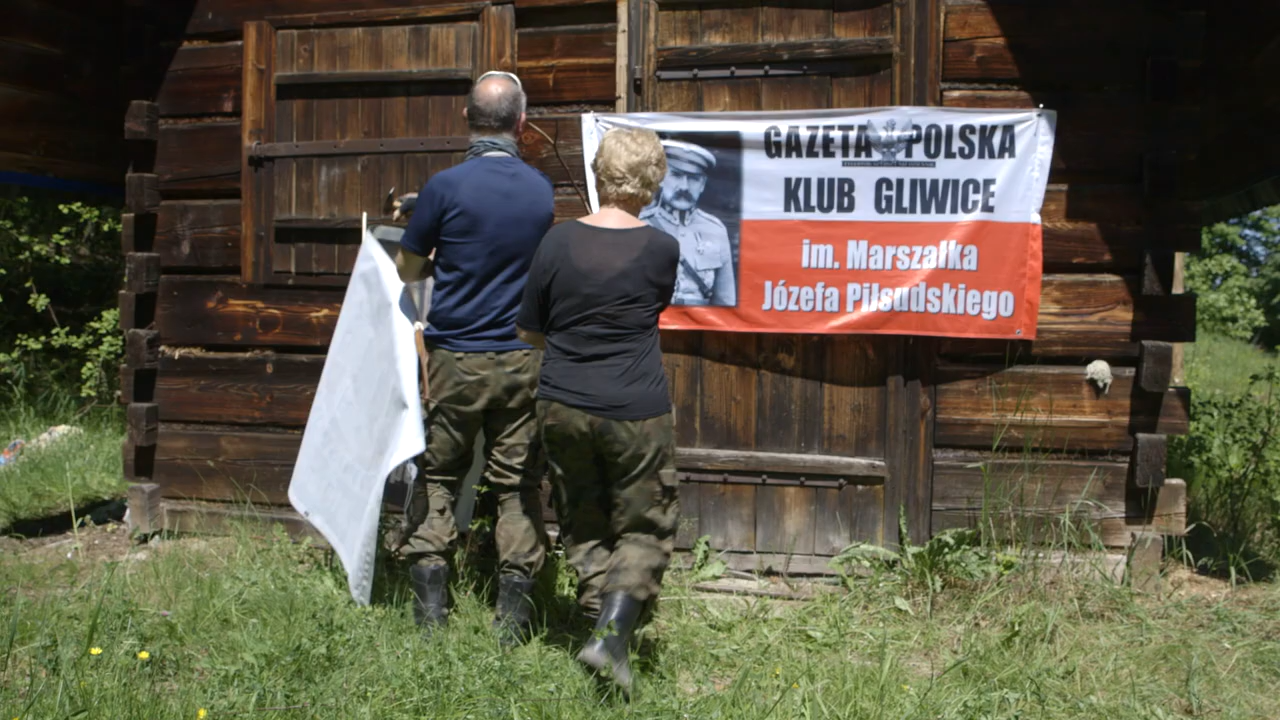 GAZETA POLSKA
KLUB GLIWICE
im. Marszałka
Józefa Piłsudskiego